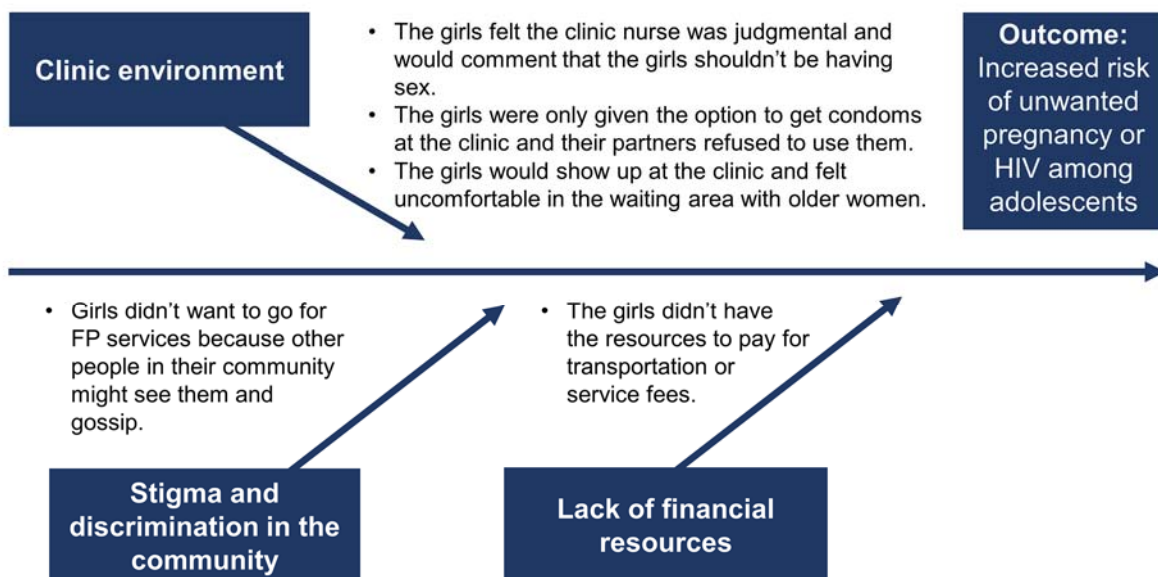 Clinic environment
• The girls felt the clinic nurse was judgmental and
would comment that the girls shouldn't be having
sex.
• The girls were only given the option to get condoms
at the clinic and their partners refused to use them.
• The girls would show up at the clinic and felt
uncomfortable in the waiting area with older women.
Outcome:
Increased risk
of unwanted
pregnancy or
HIV among
adolescents
• Girls didn't want to go for
FP services because other
people in their community
might see them and
gossip.
• The girls didn't have
the resources to pay for
transportation or
service fees.
Stigma and
discrimination in the
community
Lack of financial
resources